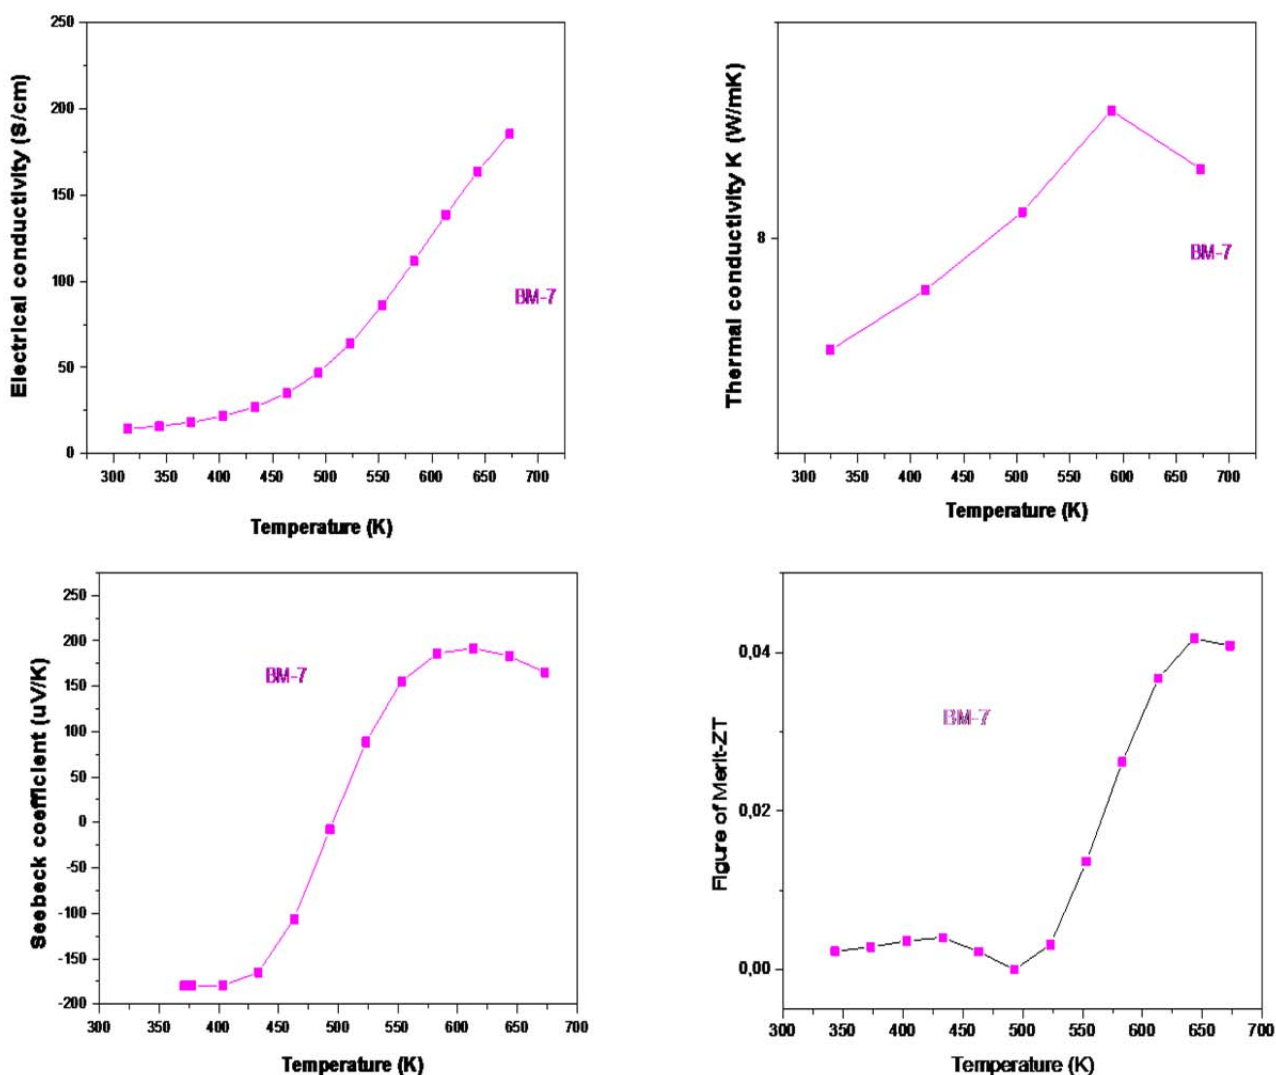 Electrical conductivity (S/cm)
250
200
150
100
50
0
BM-7
300 350 400 450 500 550 600 650 700
Temperature (K)
Thermal conductivity K (W/mK)
8
BM-7
300 400 450 500 550 600 650 700
Temperature (K)
Seebeck coefficient (uV/K)
250
200
150
100
50
0
-50
-100
-150
-200
BM-7
300 350 400 450 500 550 600 650 700
Temperature (K)
Figure of Merit-ZT
0,04
0,02
0,00
BM-7
300 350 400 450 500 550 600 650 700
Temperature (K)